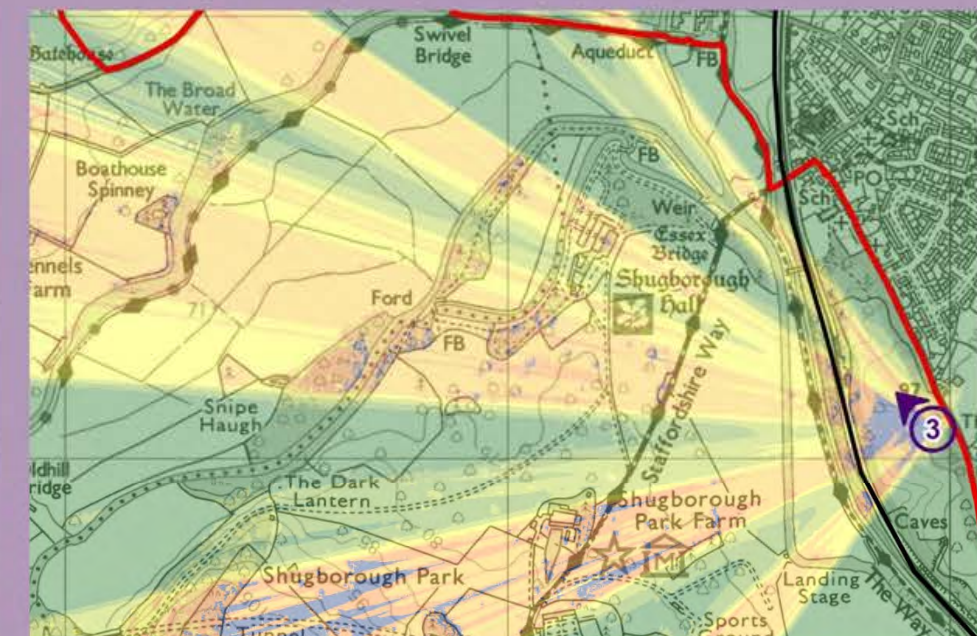 Swivel
Bridge
Aqueduct
FB
Gatehouse
The Broad
Water
Sch
Boathouse
Spinney
FB
PO
Sch
Weir
Essex
Bridge
Shugborough
Hall
arm
71
Ford
FB
Staffordshire Way
97
3
Snipe
Haugh
The Dark
Lantern
Shugborough
Park Farm
Caves
Shugborough Park
Landing
Stage
The Way
Tunnel
Sports
Ground